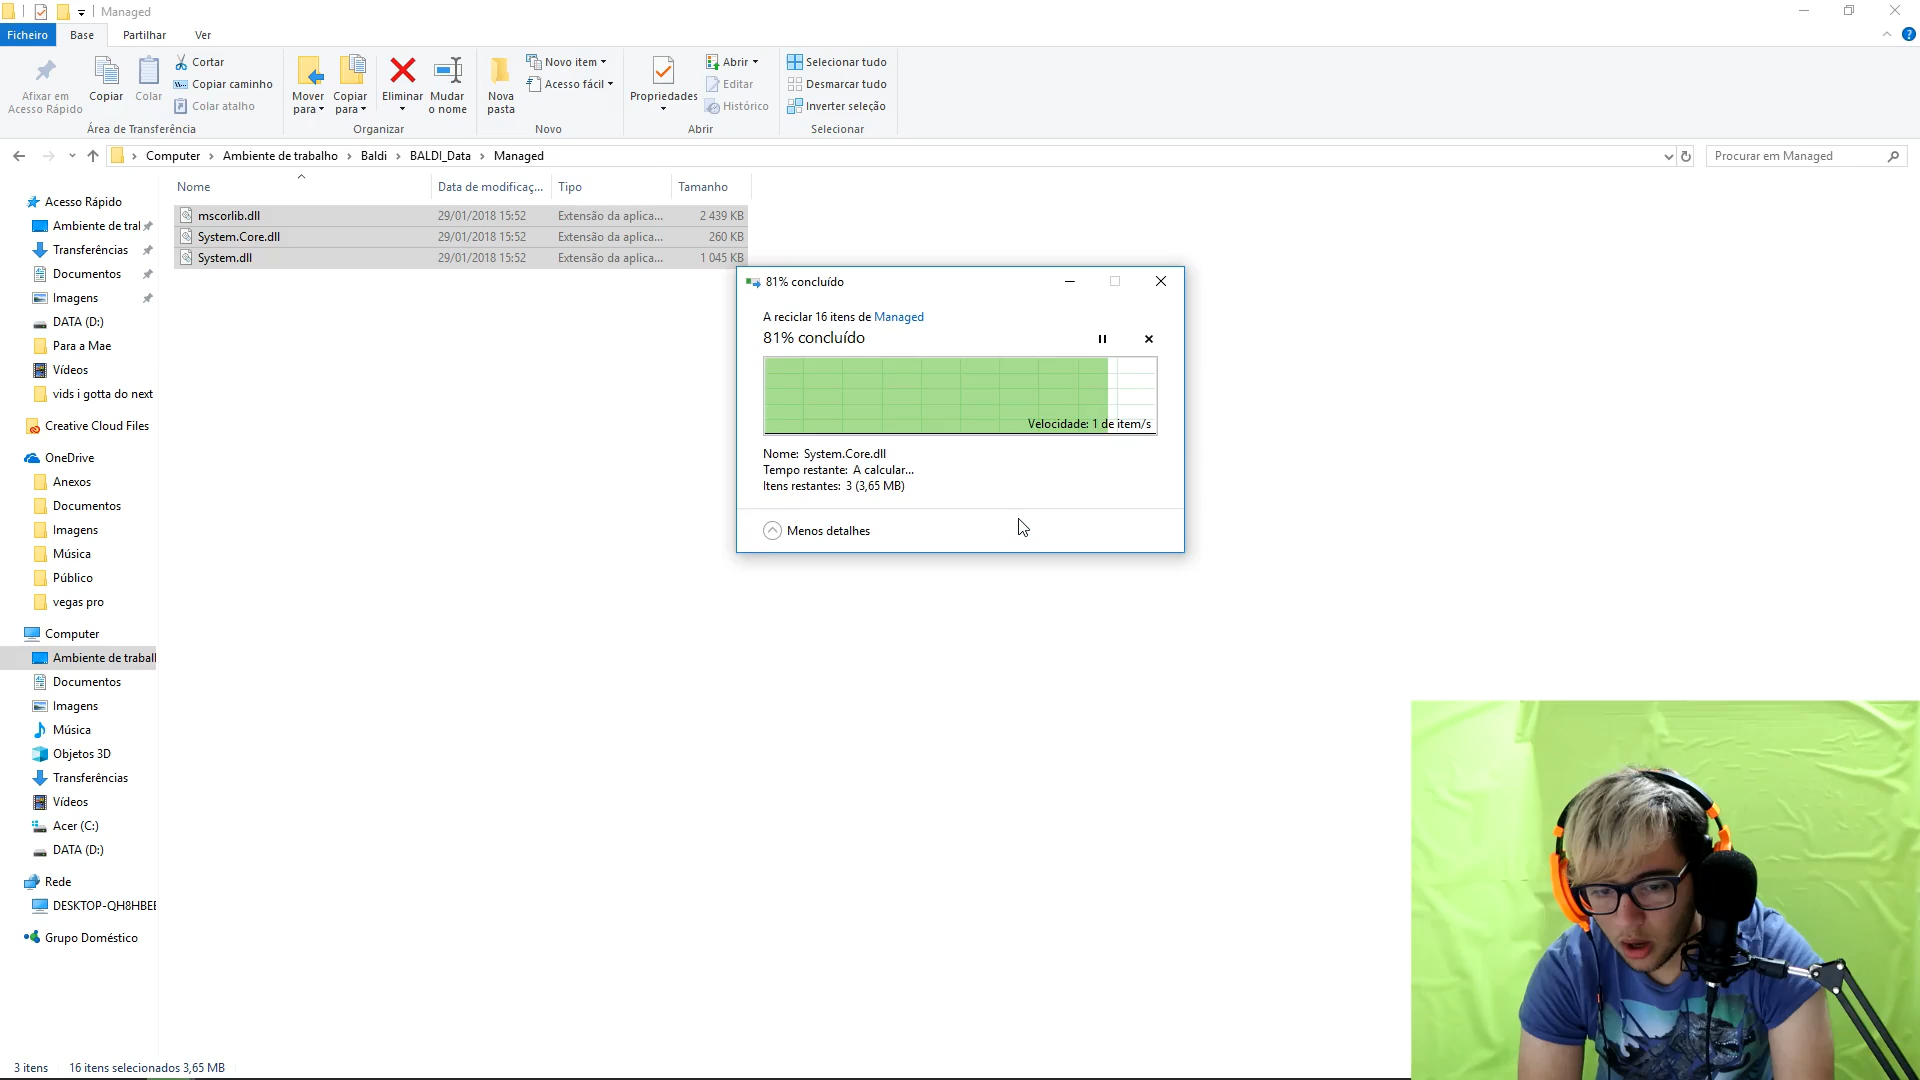 Managed
Ficheiro Base Partilhar Ver
Afixar em Acesso Rápido
Copiar
Colar
Cortar
Copiar caminho
Colar atalho
Mover para
Copiar para
Eliminar
Mudar o nome
Nova pasta
Novo item
Acesso fácil
Propriedades
Abrir
Editar
Histórico
Selecionar tudo
Desmarcar tudo
Inverter seleção
Área de Transferência Organizar Novo Abrir Selecionar
Computer Ambiente de trabalho Baldi BALDI_Data Managed
Procurar em Managed
Nome Data de modificaç... Tipo Tamanho
mscorlib.dll 29/01/2018 15:52 Extensão da aplica... 2 439 KB
System.Core.dll 29/01/2018 15:52 Extensão da aplica... 260 KB
System.dll 29/01/2018 15:52 Extensão da aplica... 1 045 KB
Acesso Rápido
Ambiente de tral
Transferências
Documentos
Imagens
DATA (D:)
Para a Mae
Vídeos
vids i gotta do next
Creative Cloud Files
OneDrive
Anexos
Documentos
Imagens
Música
Público
vegas pro
Computer
Ambiente de traball
Documentos
Imagens
Música
Objetos 3D
Transferências
Vídeos
Acer (C:)
DATA (D:)
Rede
DESKTOP-QH8HBEE
Grupo Doméstico
81% concluído
A reciclar 16 itens de Managed
81% concluído
Velocidade: 1 de item/s
Nome: System.Core.dll
Tempo restante: A calcular...
Itens restantes: 3 (3,65 MB)
Menos detalhes
3 itens 16 itens selecionados 3,65 MB